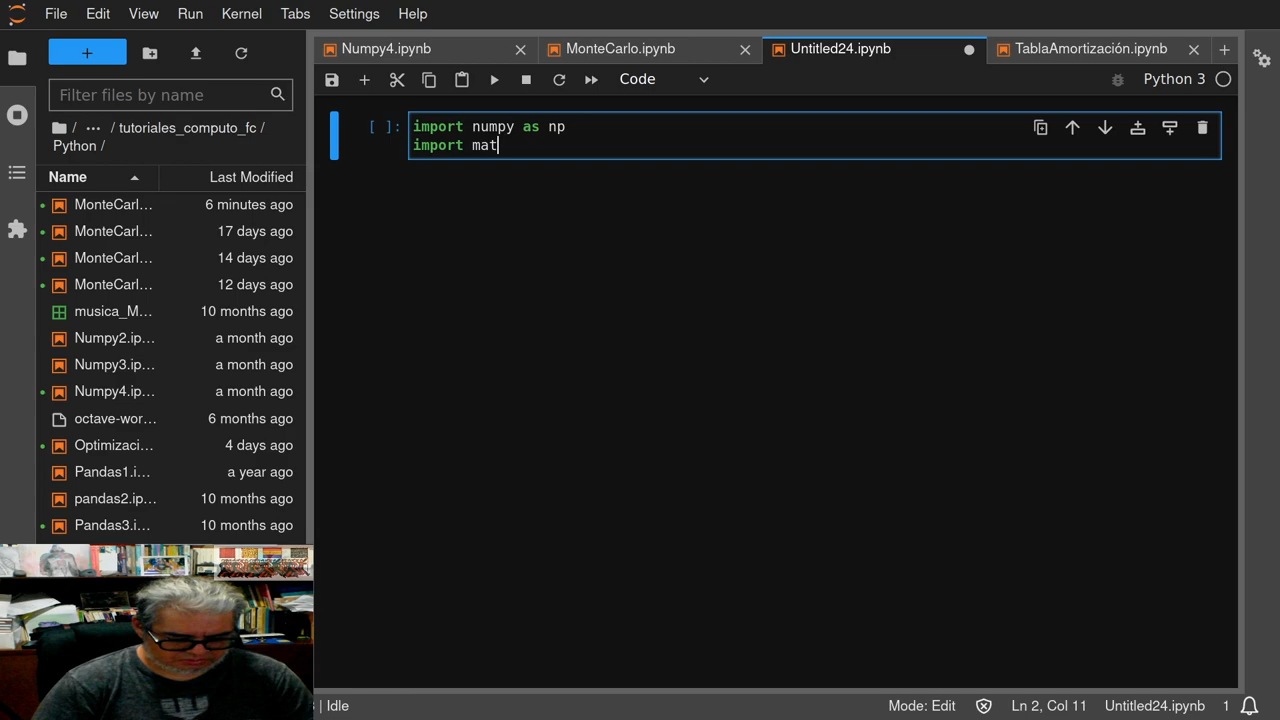 File Edit View Run Kernel Tabs Settings Help
Numpy4.ipynb MonteCarlo.ipynb Untitled24.ipynb TablaAmortización.ipynb
Code Python 3
Filter files by name
/ ... / tutoriales_computo_fc /
Python /
Name Last Modified
MonteCarl... 6 minutes ago
MonteCarl... 17 days ago
MonteCarl... 14 days ago
MonteCarl... 12 days ago
musica_M... 10 months ago
Numpy2.ip... a month ago
Numpy3.ip... a month ago
Numpy4.ip... a month ago
octave-wor... 6 months ago
Optimizaci... 4 days ago
Pandas1.i... a year ago
pandas2.ip... 10 months ago
Pandas3.i... 10 months ago
[ ]: import numpy as np
import mat
| Idle Mode: Edit Ln 2, Col 11 Untitled24.ipynb 1